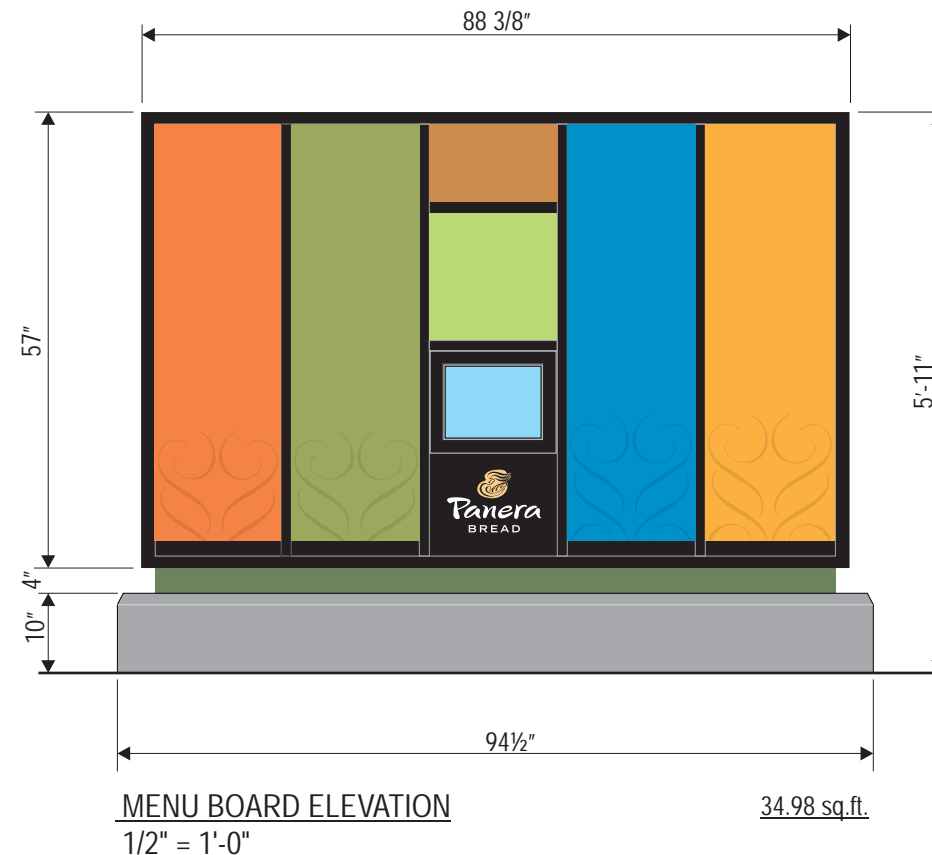 88 3/8"
57"
5'-11"
4"
10"
Panera
BREAD
94½"
MENU BOARD ELEVATION
34.98 sq.ft.
1/2" = 1'-0"